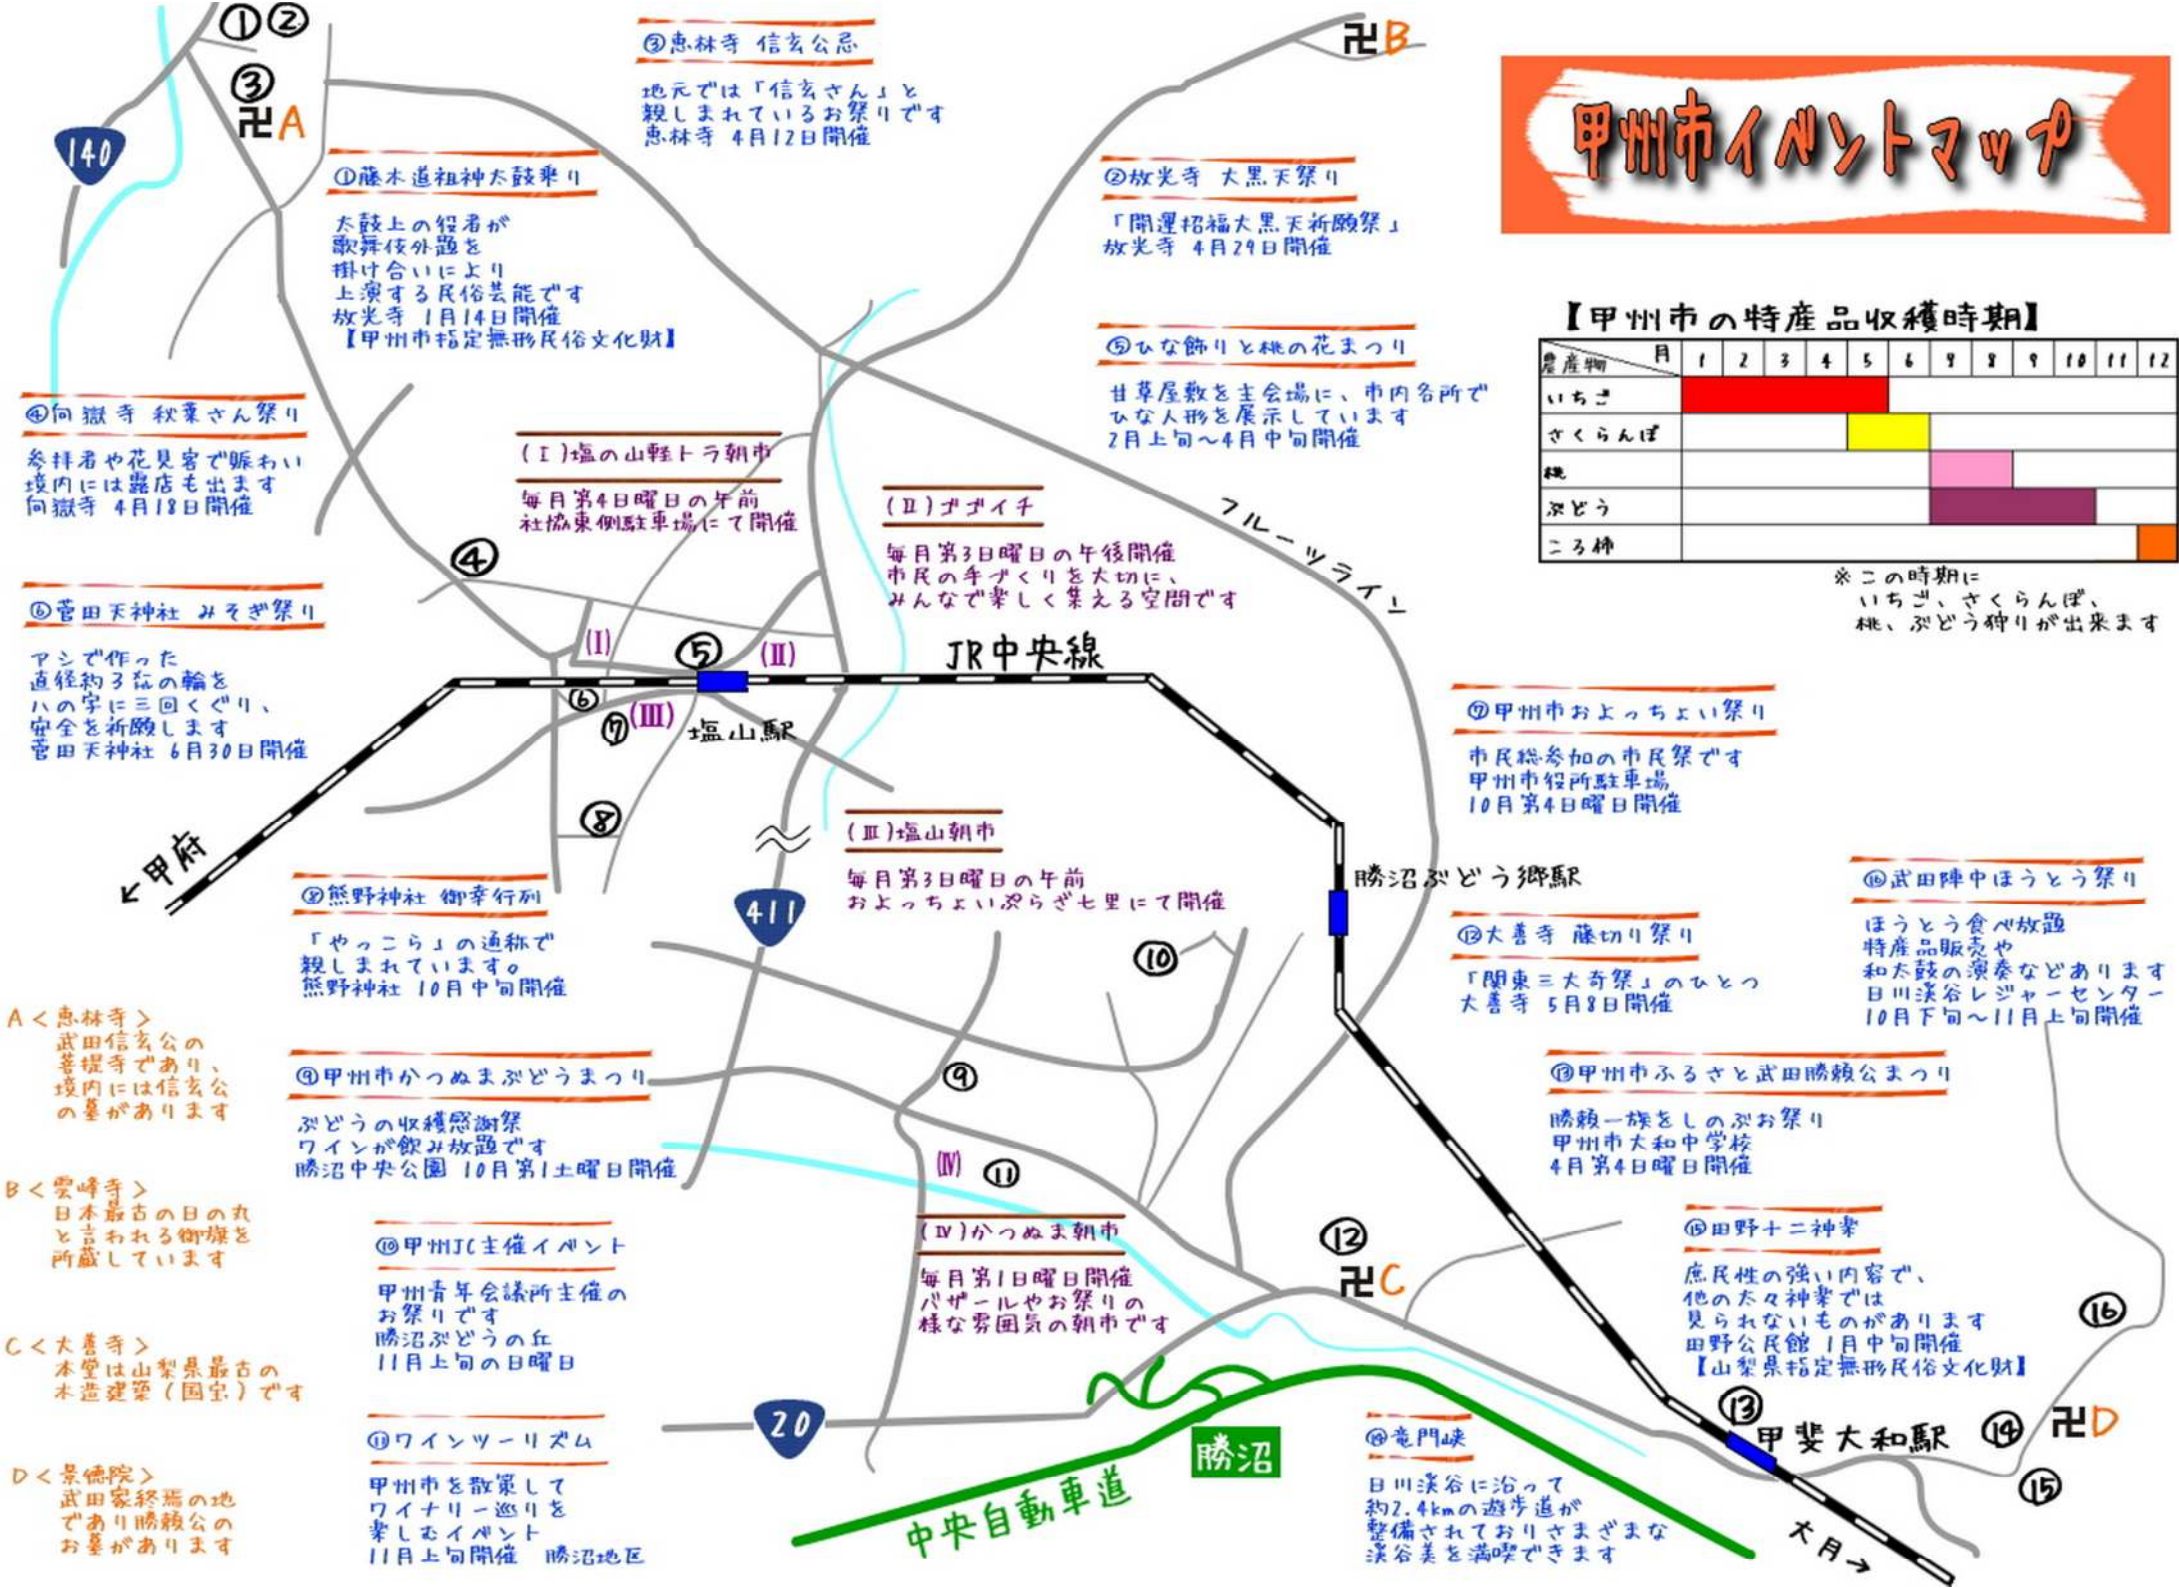 甲州市イベントマップ
① ②
③
卍A
140
卍B
③恵林寺 信玄公忌
地元では「信玄さん」と
親しまれているお祭りです
恵林寺 4月12日開催
①藤木道祖神太鼓乗り
太鼓上の役者が
歌舞伎外題を
掛け合いにより
上演する民俗芸能です
放光寺 1月14日開催
【甲州市指定無形民俗文化財】
②放光寺 大黒天祭り
「開運招福大黒天祈願祭」
放光寺 4月29日開催
⑤ひな飾りと桃の花まつり
甘草屋敷を主会場に、市内各所で
ひな人形を展示しています
2月上旬～4月中旬開催
【甲州市の特産品収穫時期】
農産物 月 1 2 3 4 5 6 7 8 9 10 11 12
いちご
さくらんぼ
桃
ぶどう
ころ柿
※この時期に
いちご、さくらんぼ、
桃、ぶどう狩りが出来ます
④向嶽寺 秋葉さん祭り
参拝者や花見客で賑わい
境内には露店も出ます
向嶽寺 4月18日開催
(Ⅰ)塩の山軽トラ朝市
毎月第4日曜日の午前
社協東側駐車場にて開催
(Ⅱ)ゴゴイチ
毎月第3日曜日の午後開催
市民の手づくりを大切に、
みんなで楽しく集える空間です
フルーツライン
⑥菅田天神社 みそぎ祭り
アシで作った
直径約3㍍の輪を
八の字に三回くぐり、
安全を祈願します
菅田天神社 6月30日開催
④
(Ⅰ)
⑤
(Ⅱ)
JR中央線
⑥
⑦
(Ⅲ)
塩山駅
⑧
←甲府
⑦甲州市およっちょい祭り
市民総参加の市民祭です
甲州市役所駐車場
10月第4日曜日開催
(Ⅲ)塩山朝市
毎月第3日曜日の午前
およっちょいぷらざ七里にて開催
411
勝沼ぶどう郷駅
⑧熊野神社 御幸行列
「やっこら」の通称で
親しまれています。
熊野神社 10月中旬開催
⑩
⑫大善寺 藤切り祭り
「関東三大奇祭」のひとつ
大善寺 5月8日開催
⑯武田陣中ほうとう祭り
ほうとう食べ放題
特産品販売や
和太鼓の演奏などあります
日川渓谷レジャーセンター
10月下旬～11月上旬開催
A＜恵林寺＞
武田信玄公の
菩提寺であり、
境内には信玄公
の墓があります
⑨甲州市かつぬまぶどうまつり
ぶどうの収穫感謝祭
ワインが飲み放題です
勝沼中央公園 10月第1土曜日開催
⑨
⑬甲州市ふるさと武田勝頼公まつり
勝頼一族をしのぶお祭り
甲州市大和中学校
4月第4日曜日開催
B＜雲峰寺＞
日本最古の日の丸
と言われる御旗を
所蔵しています
(Ⅳ)
⑪
⑩甲州JC主催イベント
甲州青年会議所主催の
お祭りです
勝沼ぶどうの丘
11月上旬の日曜日
(Ⅳ)かつぬま朝市
毎月第1日曜日開催
バザールやお祭りの
様な雰囲気の朝市です
⑫
卍C
⑮田野十二神楽
庶民性の強い内容で、
他の太々神楽では
見られないものがあります
田野公民館 1月中旬開催
【山梨県指定無形民俗文化財】
⑯
C＜大善寺＞
本堂は山梨県最古の
木造建築(国宝)です
⑪ワインツーリズム
甲州市を散策して
ワイナリー巡りを
楽しむイベント
11月上旬開催 勝沼地区
20
勝沼
中央自動車道
⑭竜門峡
日川渓谷に沿って
約2.4kmの遊歩道が
整備されておりさまざまな
渓谷美を満喫できます
⑬
甲斐大和駅
⑭
卍D
⑮
大月→
D＜景徳院＞
武田家終焉の地
であり勝頼公の
お墓があります